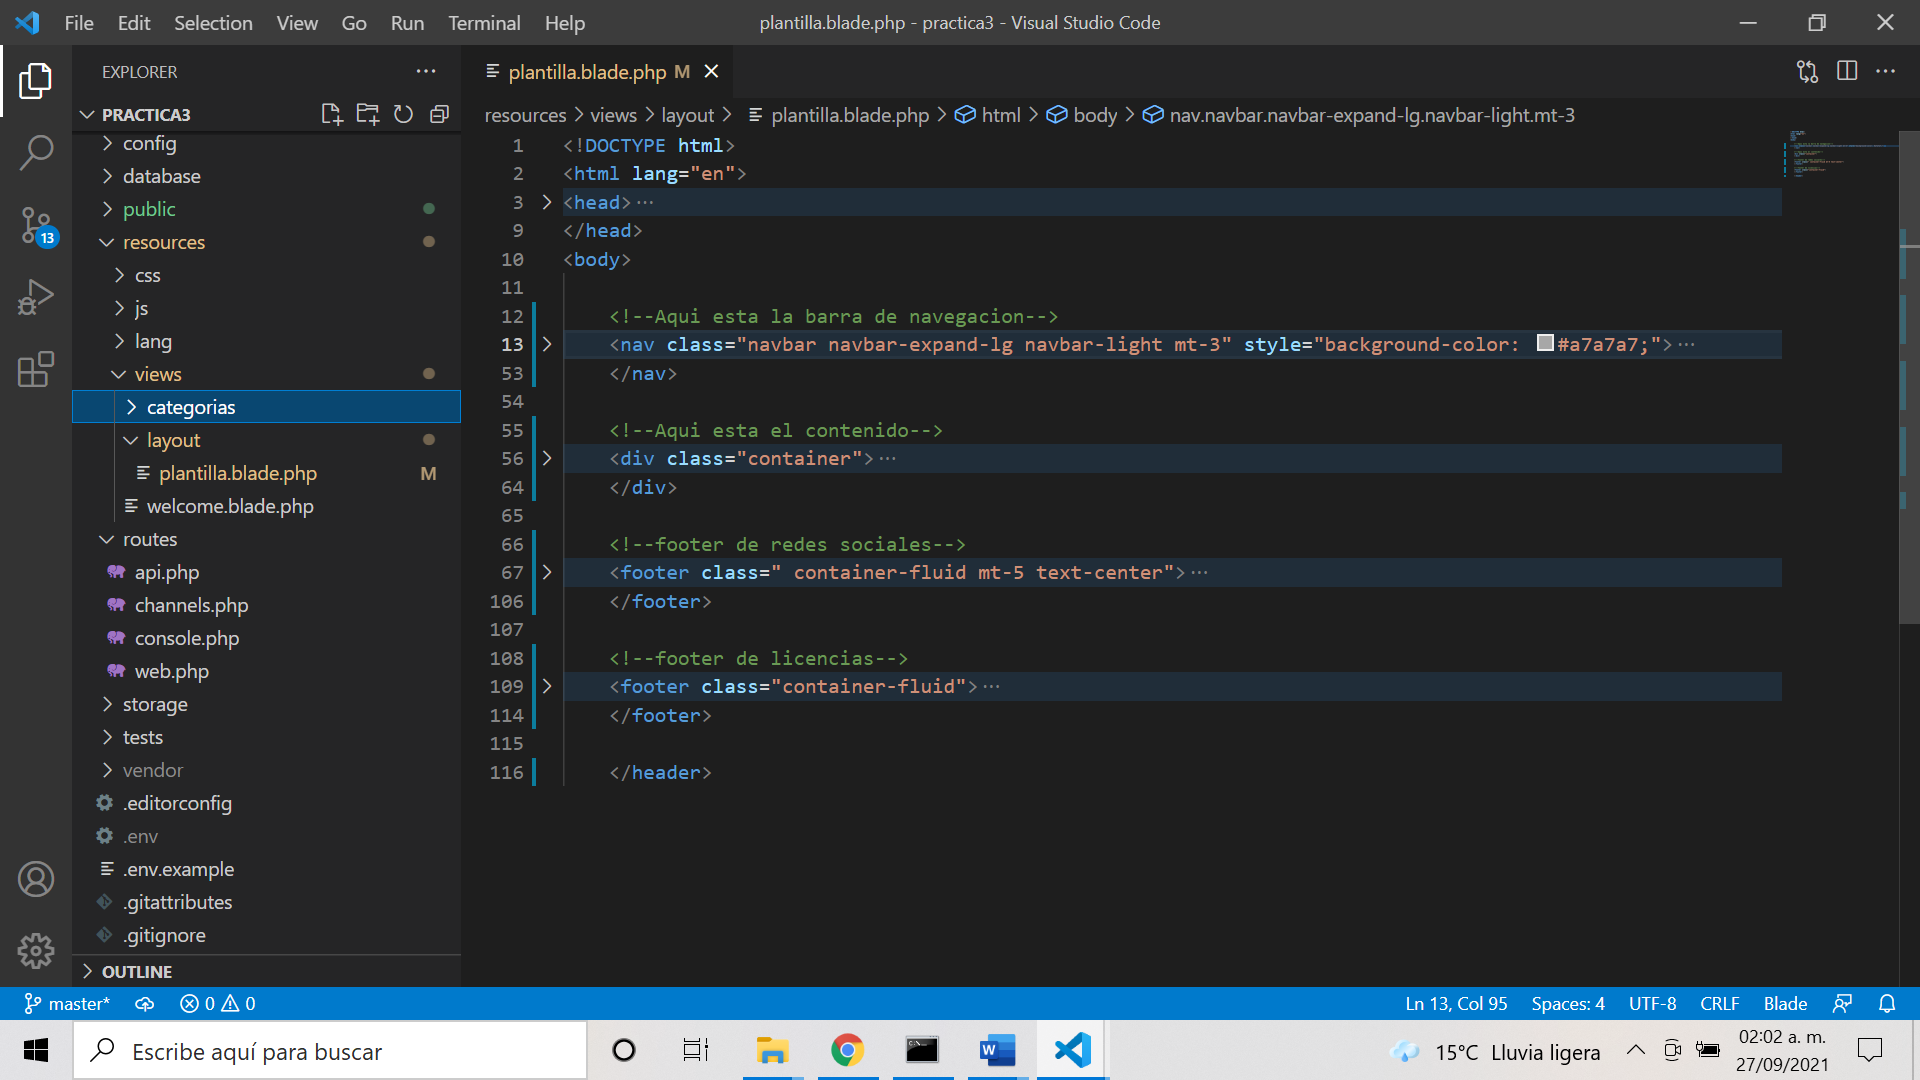 File Edit Selection View Go Run Terminal Help
plantilla.blade.php - practica3 - Visual Studio Code
EXPLORER
PRACTICA3
config
database
public
resources
css
js
lang
views
categorias
layout
plantilla.blade.php M
welcome.blade.php
routes
api.php
channels.php
console.php
web.php
storage
tests
vendor
.editorconfig
.env
.env.example
.gitattributes
.gitignore
OUTLINE
13
plantilla.blade.php M
resources > views > layout > plantilla.blade.php > html > body > nav.navbar.navbar-expand-lg.navbar-light.mt-3
1 <!DOCTYPE html>
2 <html lang="en">
3 <head>···
9 </head>
10 <body>
11
12 <!--Aqui esta la barra de navegacion-->
13 <nav class="navbar navbar-expand-lg navbar-light mt-3" style="background-color: #a7a7a7;">···
53 </nav>
54
55 <!--Aqui esta el contenido-->
56 <div class="container">···
64 </div>
65
66 <!--footer de redes sociales-->
67 <footer class=" container-fluid mt-5 text-center">···
106 </footer>
107
108 <!--footer de licencias-->
109 <footer class="container-fluid">···
114 </footer>
115
116 </header>
master* 0 0 Ln 13, Col 95 Spaces: 4 UTF-8 CRLF Blade
Escribe aquí para buscar
15°C Lluvia ligera
02:02 a. m.
27/09/2021